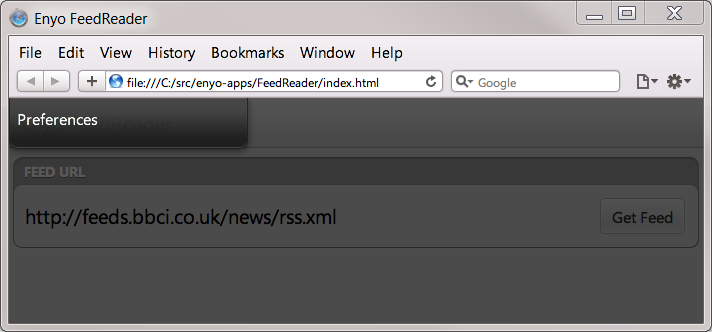 Enyo FeedReader
File Edit View History Bookmarks Window Help
file:///C:/src/enyo-apps/FeedReader/index.html Google
Preferences
FEED URL
http://feeds.bbci.co.uk/news/rss.xml Get Feed